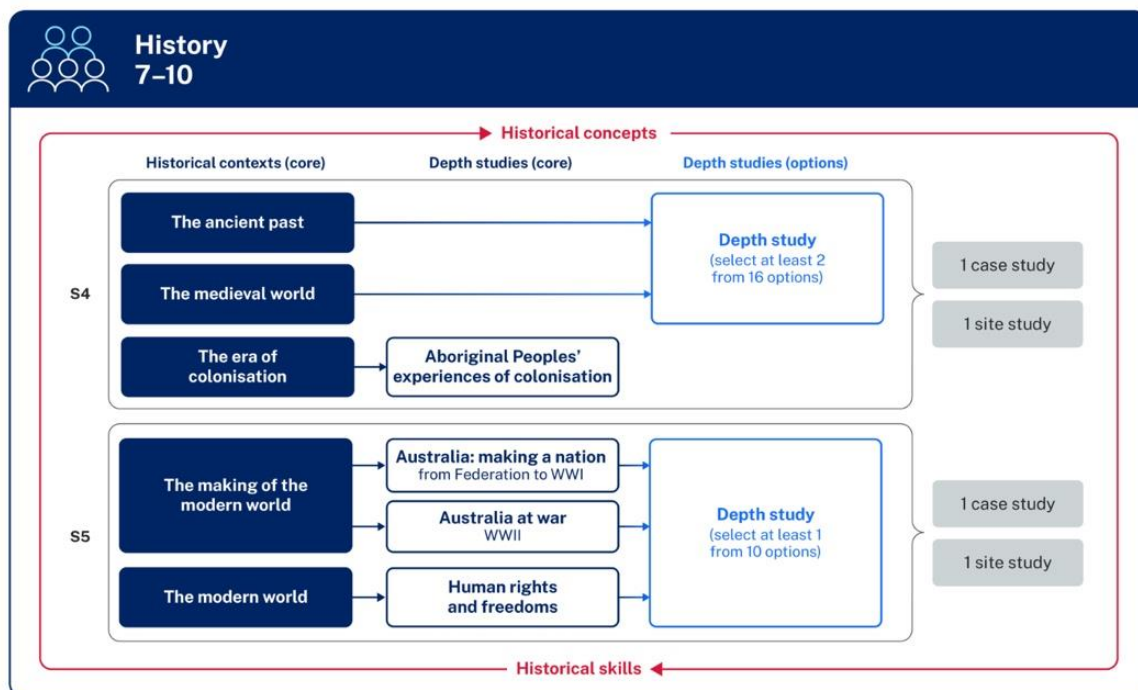 History
7–10
Historical concepts
Historical contexts (core)
Depth studies (core)
Depth studies (options)
S4
The ancient past
The medieval world
The era of
colonisation
Aboriginal Peoples’
experiences of colonisation
Depth study
(select at least 2
from 16 options)
1 case study
1 site study
S5
The making of the
modern world
Australia: making a nation
from Federation to WWI
Australia at war
WWII
The modern world
Human rights
and freedoms
Depth study
(select at least 1
from 10 options)
1 case study
1 site study
Historical skills